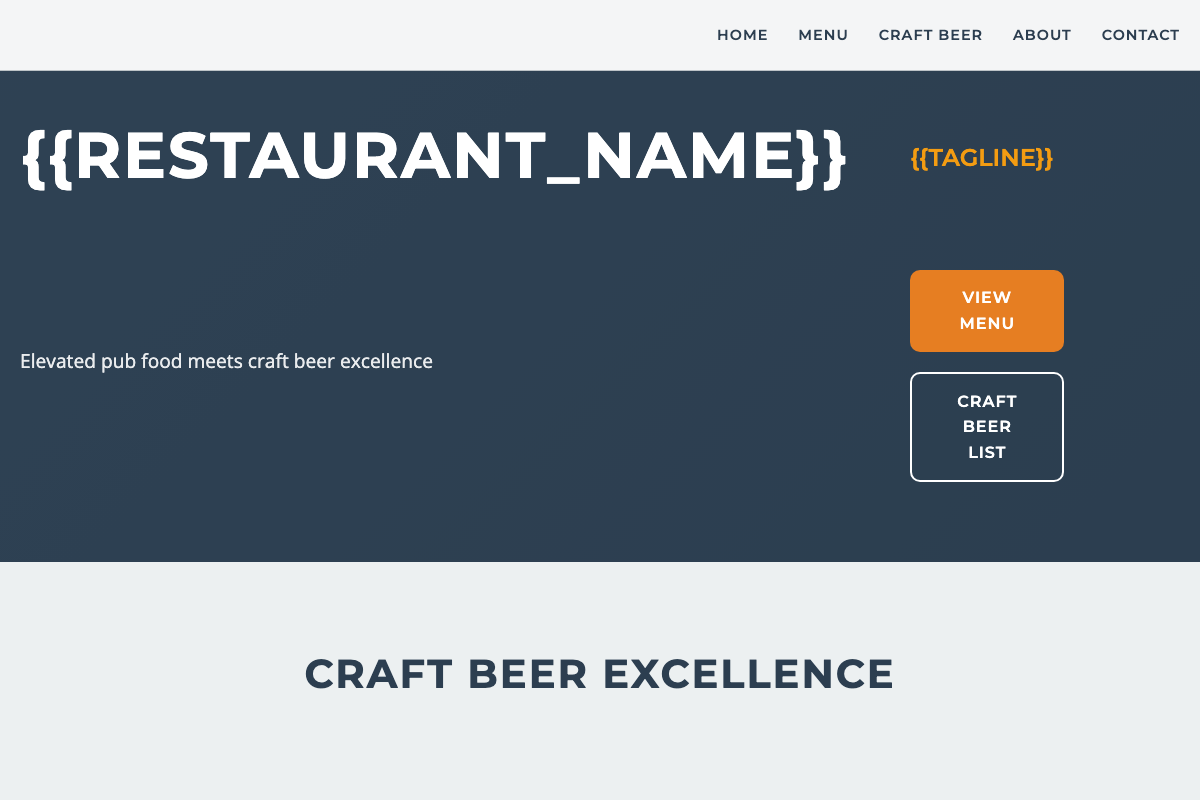 HOME MENU CRAFT BEER ABOUT CONTACT
{{RESTAURANT_NAME}}
{{TAGLINE}}
Elevated pub food meets craft beer excellence
VIEW
MENU
CRAFT
BEER
LIST
CRAFT BEER EXCELLENCE